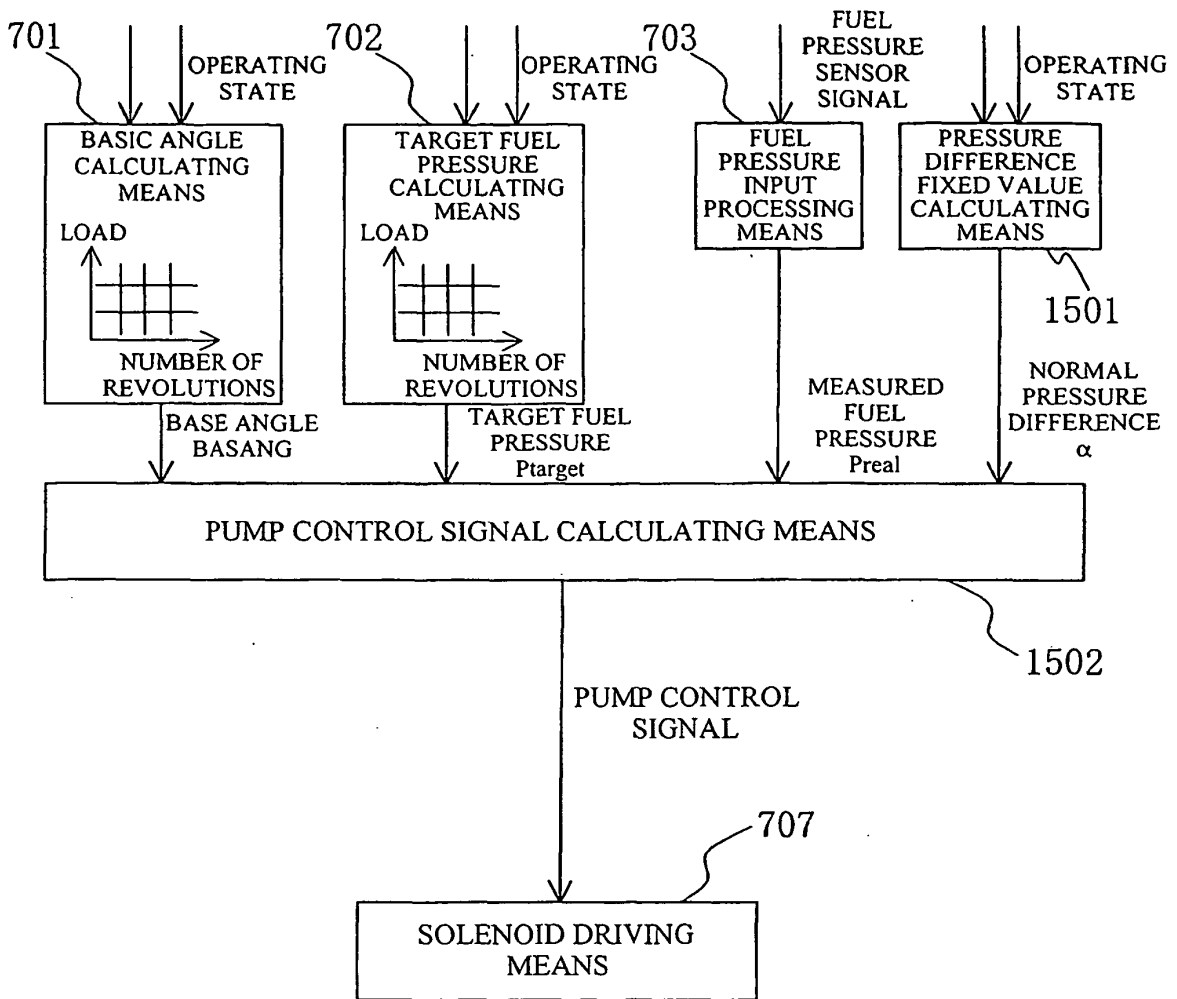 701
OPERATING
STATE
BASIC ANGLE
CALCULATING
MEANS
LOAD
NUMBER OF
REVOLUTIONS
702
OPERATING
STATE
TARGET FUEL
PRESSURE
CALCULATING
MEANS
LOAD
NUMBER OF
REVOLUTIONS
703
FUEL
PRESSURE
SENSOR
SIGNAL
FUEL
PRESSURE
INPUT
PROCESSING
MEANS
OPERATING
STATE
PRESSURE
DIFFERENCE
FIXED VALUE
CALCULATING
MEANS
1501
BASE ANGLE
BASANG
TARGET FUEL
PRESSURE
Ptarget
MEASURED
FUEL
PRESSURE
Preal
NORMAL
PRESSURE
DIFFERENCE
α
PUMP CONTROL SIGNAL CALCULATING MEANS
1502
PUMP CONTROL
SIGNAL
707
SOLENOID DRIVING
MEANS